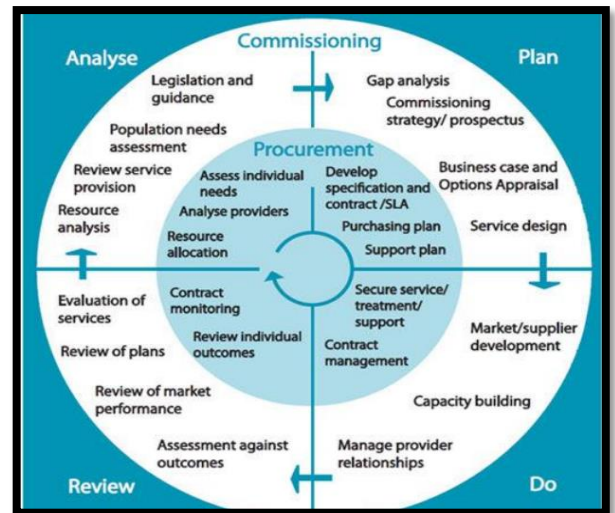 Commissioning
Analyse
Plan
Legislation and
guidance
Population needs
assessment
Review service
provision
Resource
analysis
Gap analysis
Commissioning
strategy/ prospectus
Business case and
Options Appraisal
Service design
Procurement
Assess individual
needs
Analyse providers
Resource
allocation
Develop
specification and
contract /SLA
Purchasing plan
Support plan
Contract
monitoring
Review individual
outcomes
Secure service/
treatment/
support
Contract
management
Evaluation of
services
Review of plans
Review of market
performance
Assessment against
outcomes
Market/supplier
development
Capacity building
Manage provider
relationships
Review
Do